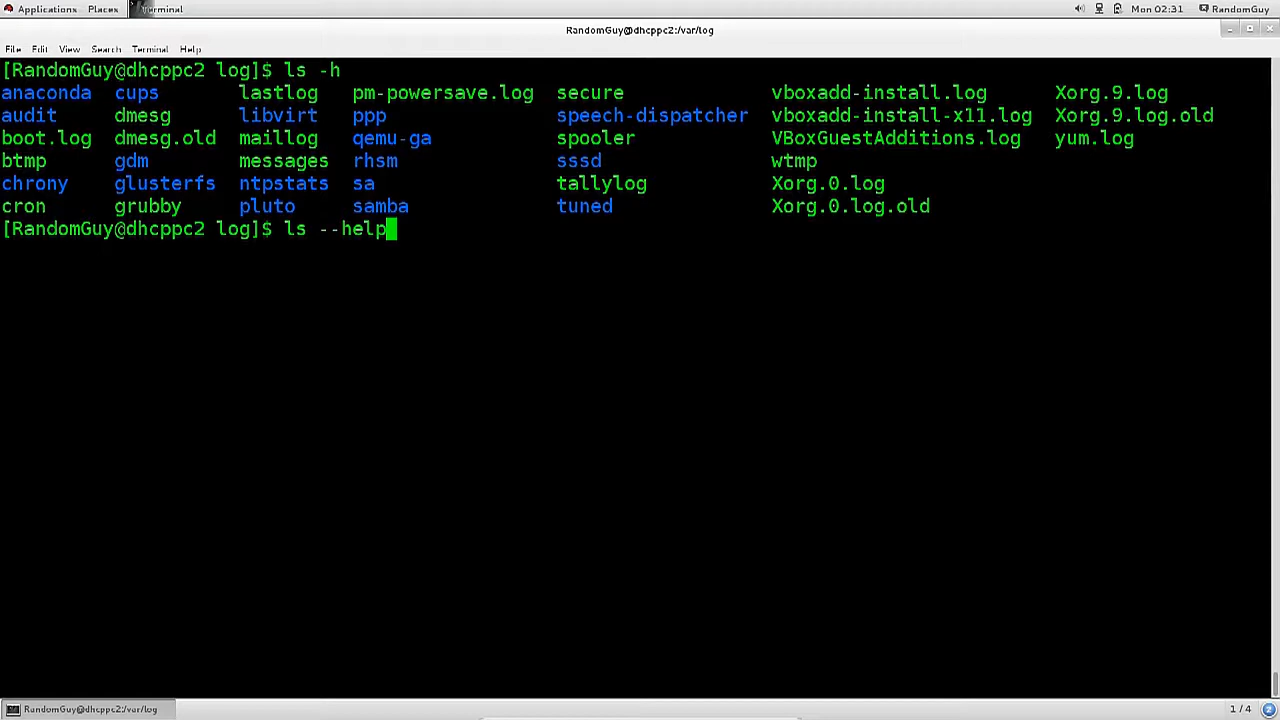 Applications Places Terminal Mon 02:31 RandomGuy
RandomGuy@dhcppc2:/var/log
File Edit View Search Terminal Help
[RandomGuy@dhcppc2 log]$ ls -h
anaconda cups lastlog pm-powersave.log secure vboxadd-install.log Xorg.9.log
audit dmesg libvirt ppp speech-dispatcher vboxadd-install-x11.log Xorg.9.log.old
boot.log dmesg.old maillog qemu-ga spooler VBoxGuestAdditions.log yum.log
btmp gdm messages rhsm sssd wtmp
chrony glusterfs ntpstats sa tallylog Xorg.0.log
cron grubby pluto samba tuned Xorg.0.log.old
[RandomGuy@dhcppc2 log]$ ls --help
RandomGuy@dhcppc2:/var/log 1 / 4 2